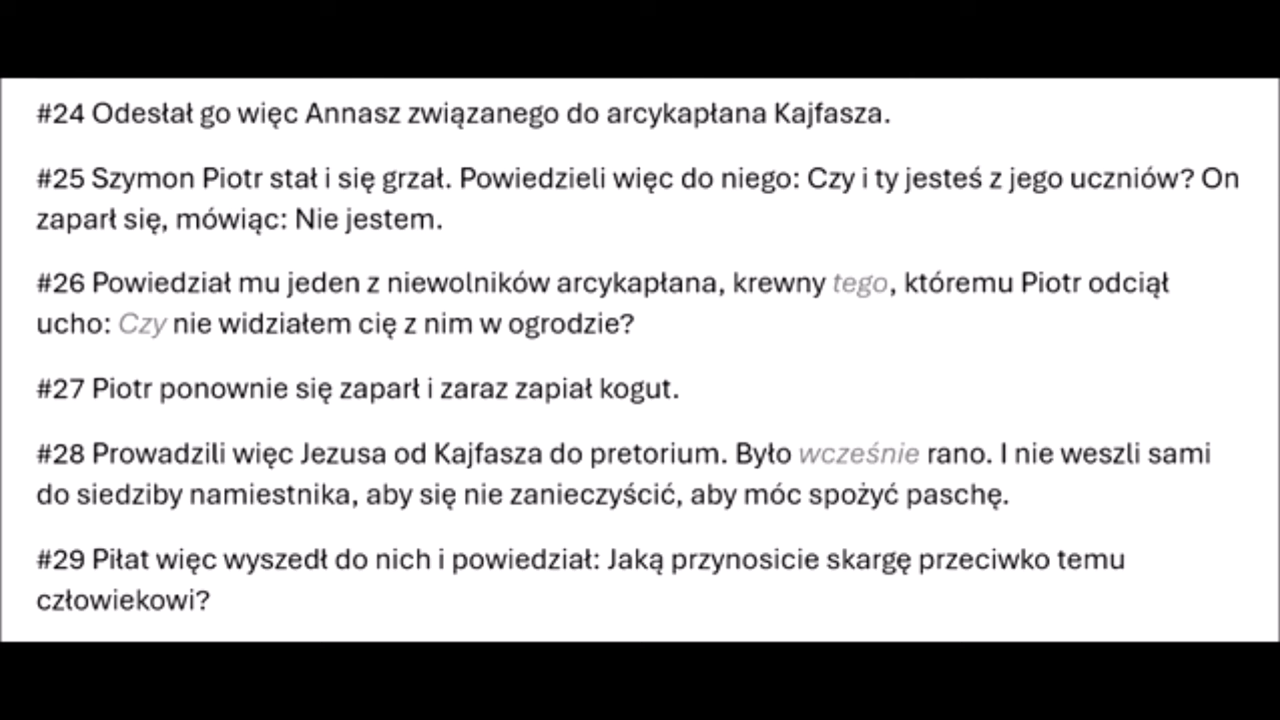 #24 Odesłał go więc Annasz związanego do arcykapłana Kajfasza.
#25 Szymon Piotr stał i się grzał. Powiedzieli więc do niego: Czy i ty jesteś z jego uczniów? On
zaparł się, mówiąc: Nie jestem.
#26 Powiedział mu jeden z niewolników arcykapłana, krewny tego, któremu Piotr odciął
ucho: Czy nie widziałem cię z nim w ogrodzie?
#27 Piotr ponownie się zaparł i zaraz zapiał kogut.
#28 Prowadzili więc Jezusa od Kajfasza do pretorium. Było wcześnie rano. I nie weszli sami
do siedziby namiestnika, aby się nie zanieczyścić, aby móc spożyć paschę.
#29 Piłat więc wyszedł do nich i powiedział: Jaką przynosicie skargę przeciwko temu
człowiekowi?